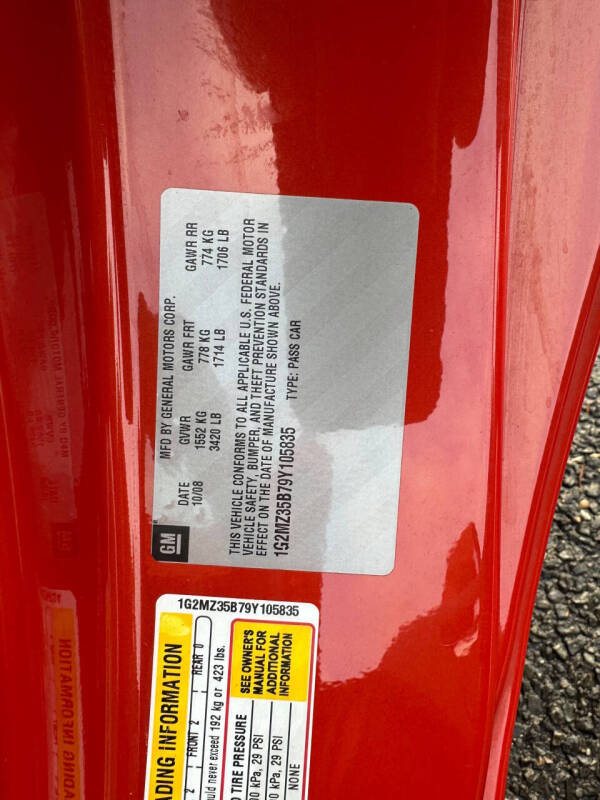 GM
MFD BY GENERAL MOTORS CORP.
DATE GVWR GAWR FRT GAWR RR
10/08 1552 KG 778 KG 774 KG
3420 LB 1714 LB 1706 LB
THIS VEHICLE CONFORMS TO ALL APPLICABLE U.S. FEDERAL MOTOR
VEHICLE SAFETY, BUMPER, AND THEFT PREVENTION STANDARDS IN
EFFECT ON THE DATE OF MANUFACTURE SHOWN ABOVE.
1G2MZ35B79Y105835 TYPE: PASS CAR
1G2MZ35B79Y105835
INFORMATION
2 FRONT 2 REAR 0
never exceed 192 kg or 423 lbs.
TIRE PRESSURE
SEE OWNER'S
MANUAL FOR
ADDITIONAL
INFORMATION
kPa, 29 PSI
kPa, 29 PSI
NONE